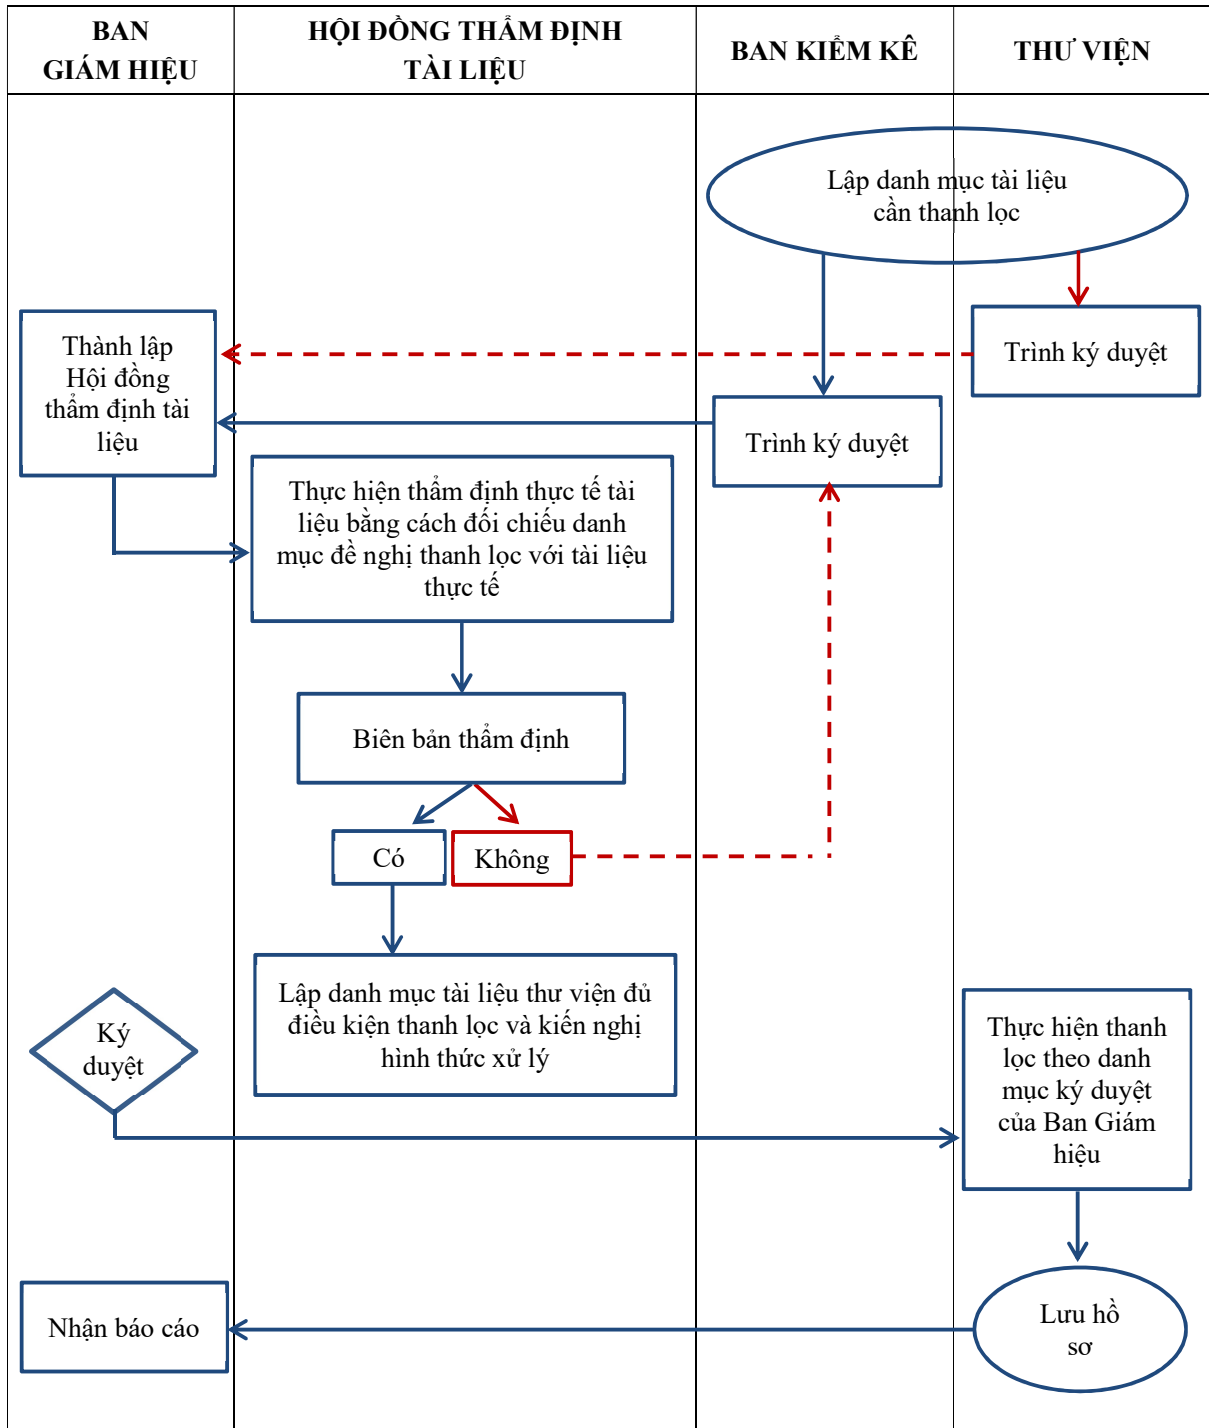 BAN
GIÁM HIỆU
HỘI ĐỒNG THẨM ĐỊNH
TÀI LIỆU
BAN KIỂM KÊ
THƯ VIỆN
Lập danh mục tài liệu
cần thanh lọc
Thành lập
Hội đồng
thẩm định tài
liệu
Trình ký duyệt
Trình ký duyệt
Thực hiện thẩm định thực tế tài
liệu bằng cách đối chiếu danh
mục đề nghị thanh lọc với tài liệu
thực tế
Biên bản thẩm định
Có
Không
Lập danh mục tài liệu thư viện đủ
điều kiện thanh lọc và kiến nghị
hình thức xử lý
Ký
duyệt
Thực hiện thanh
lọc theo danh
mục ký duyệt
của Ban Giám
hiệu
Nhận báo cáo
Lưu hồ
sơ